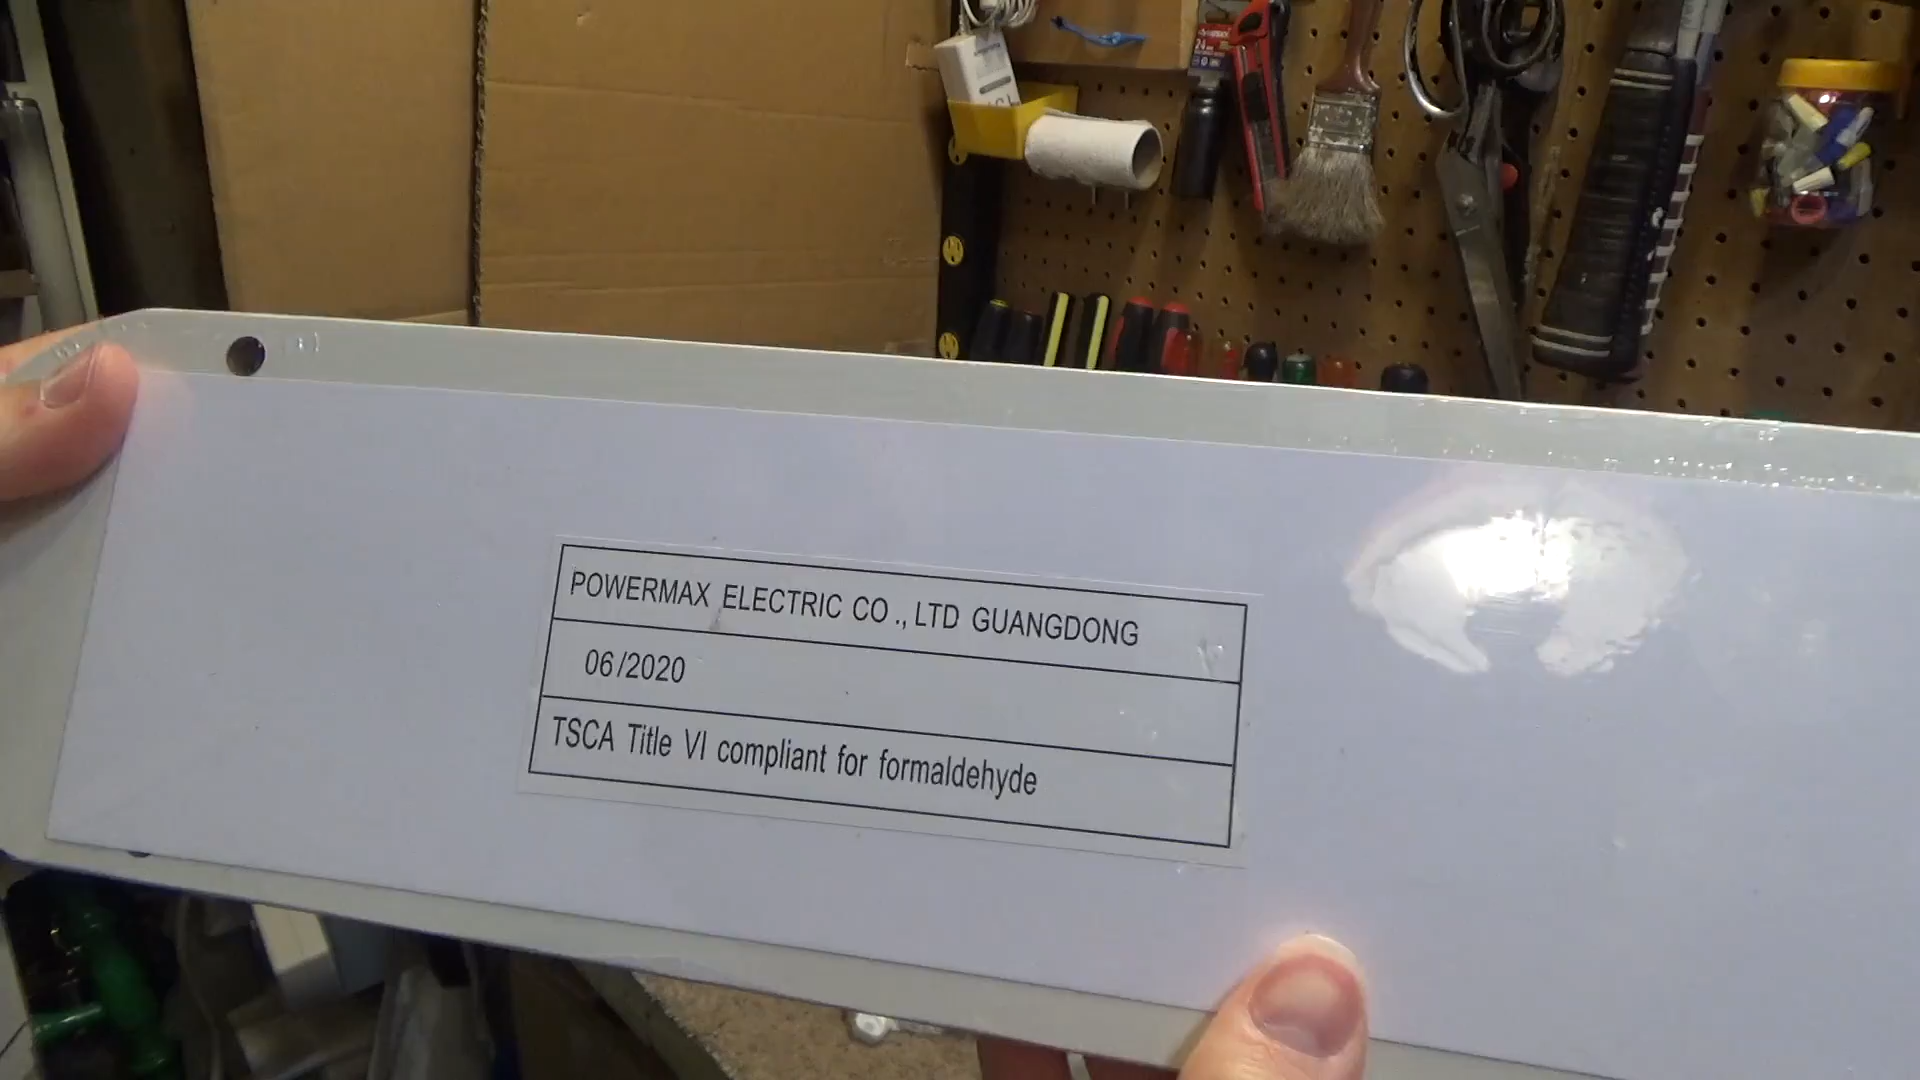 POWERMAX ELECTRIC CO., LTD GUANGDONG
06/2020
TSCA Title VI compliant for formaldehyde